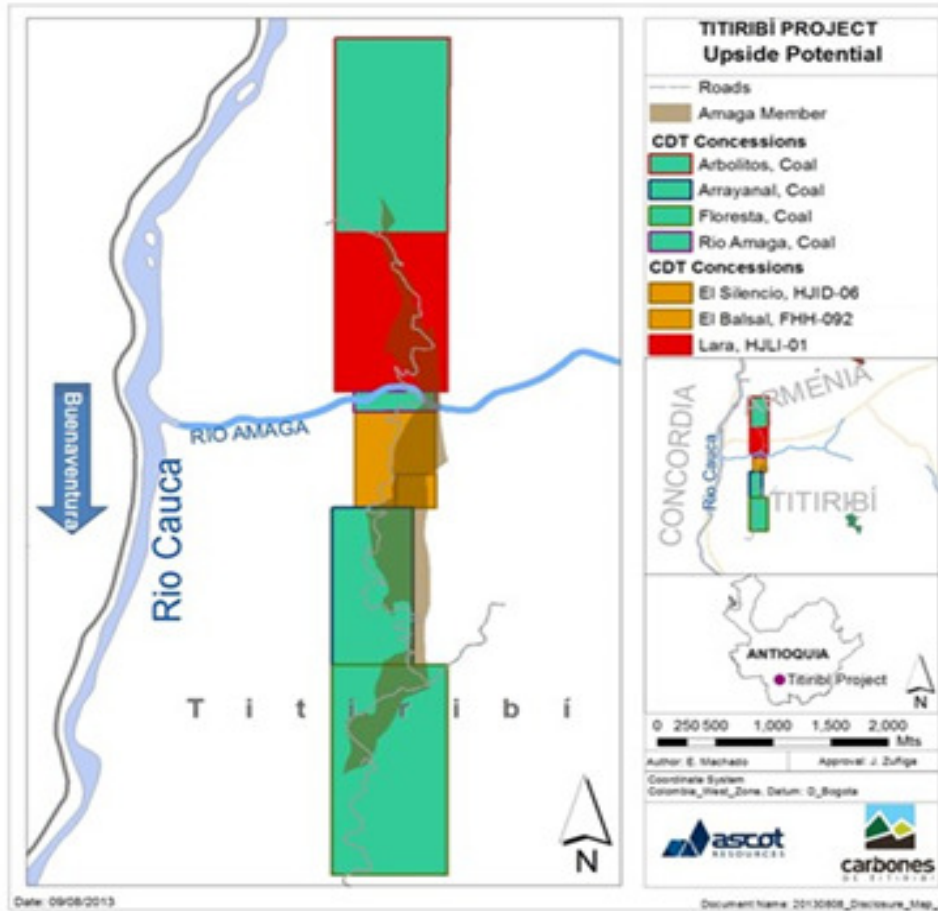 TITIRIBÍ PROJECT
Upside Potential
Roads
Amaga Member
CDT Concessions
Arbolitos, Coal
Arrayanal, Coal
Floresta, Coal
Rio Amaga, Coal
CDT Concessions
El Silencio, HJID-06
El Balsal, FHH-092
Lara, HJLI-01
RIO AMAGA
Buenaventura
Rio Cauca
Titiribí
N
CONCORDIA
Rio Cauca
ARMÉNIA
TITIRIBÍ
ANTIOQUIA
Titiribi Project
N
0 250 500 1,000 1,500 2,000
Mts
Author: E. Machado Approval: J. Zuñiga
Coordinate System
Colombia_West_Zone, Datum: D_Bogota
ascot
RESOURCES
carbones
DE TITIRIBI
Date: 09/08/2013
Document Name: 20130808_Disclosure_Map_